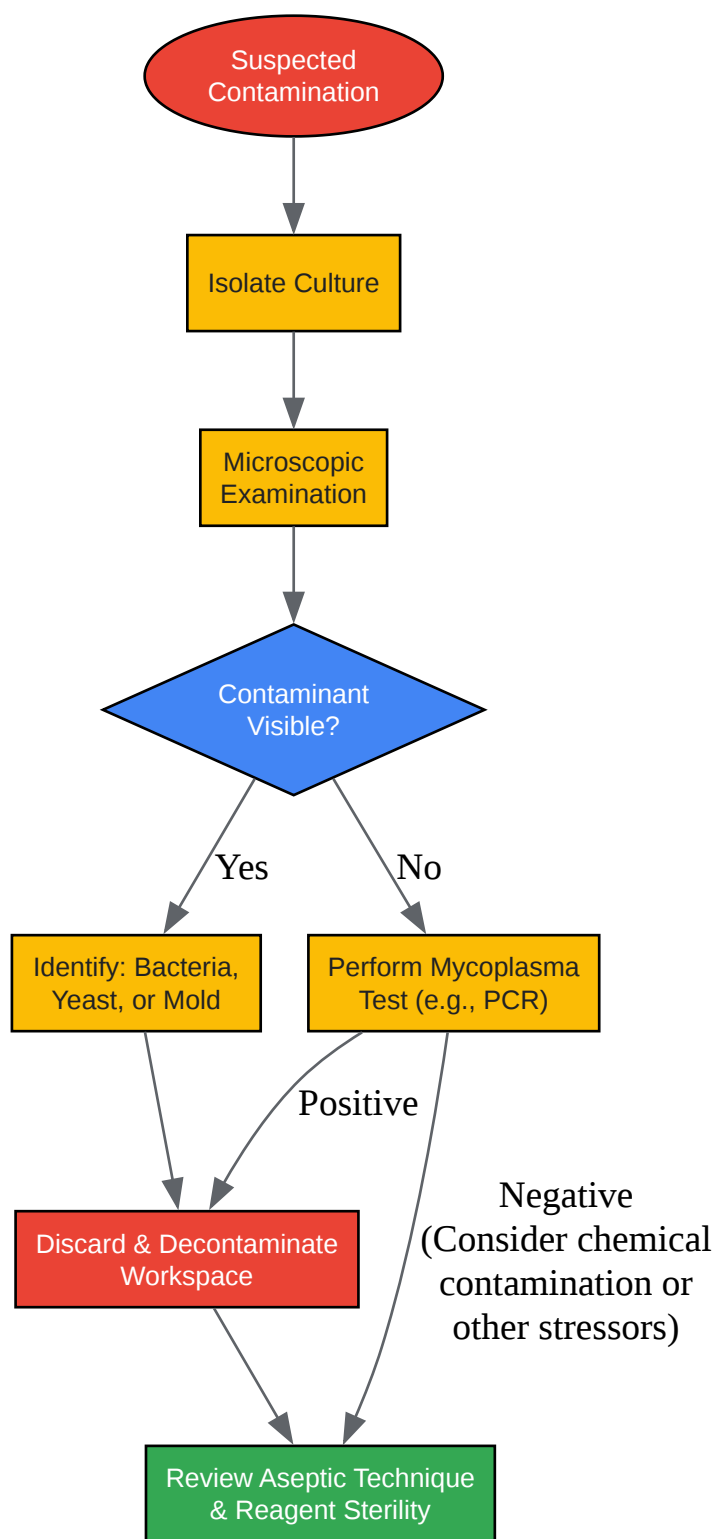 Suspected
Contamination
Isolate Culture
Microscopic
Examination
Contaminant
Visible?
Yes
No
Identify: Bacteria,
Yeast, or Mold
Perform Mycoplasma
Test (e.g., PCR)
Positive
Negative
(Consider chemical
contamination or
other stressors)
Discard & Decontaminate
Workspace
Review Aseptic Technique
& Reagent Sterility